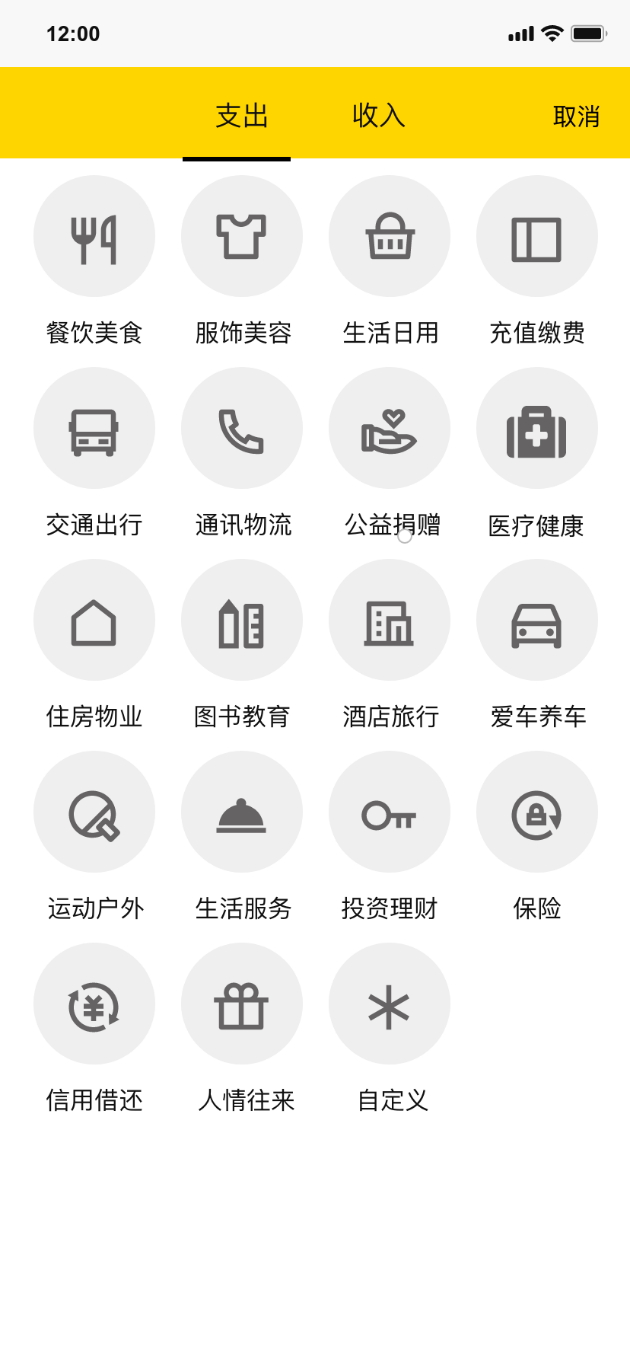 12:00
支出 收入 取消
餐饮美食 服饰美容 生活日用 充值缴费
交通出行 通讯物流 公益捐赠 医疗健康
住房物业 图书教育 酒店旅行 爱车养车
运动户外 生活服务 投资理财 保险
信用借还 人情往来 自定义